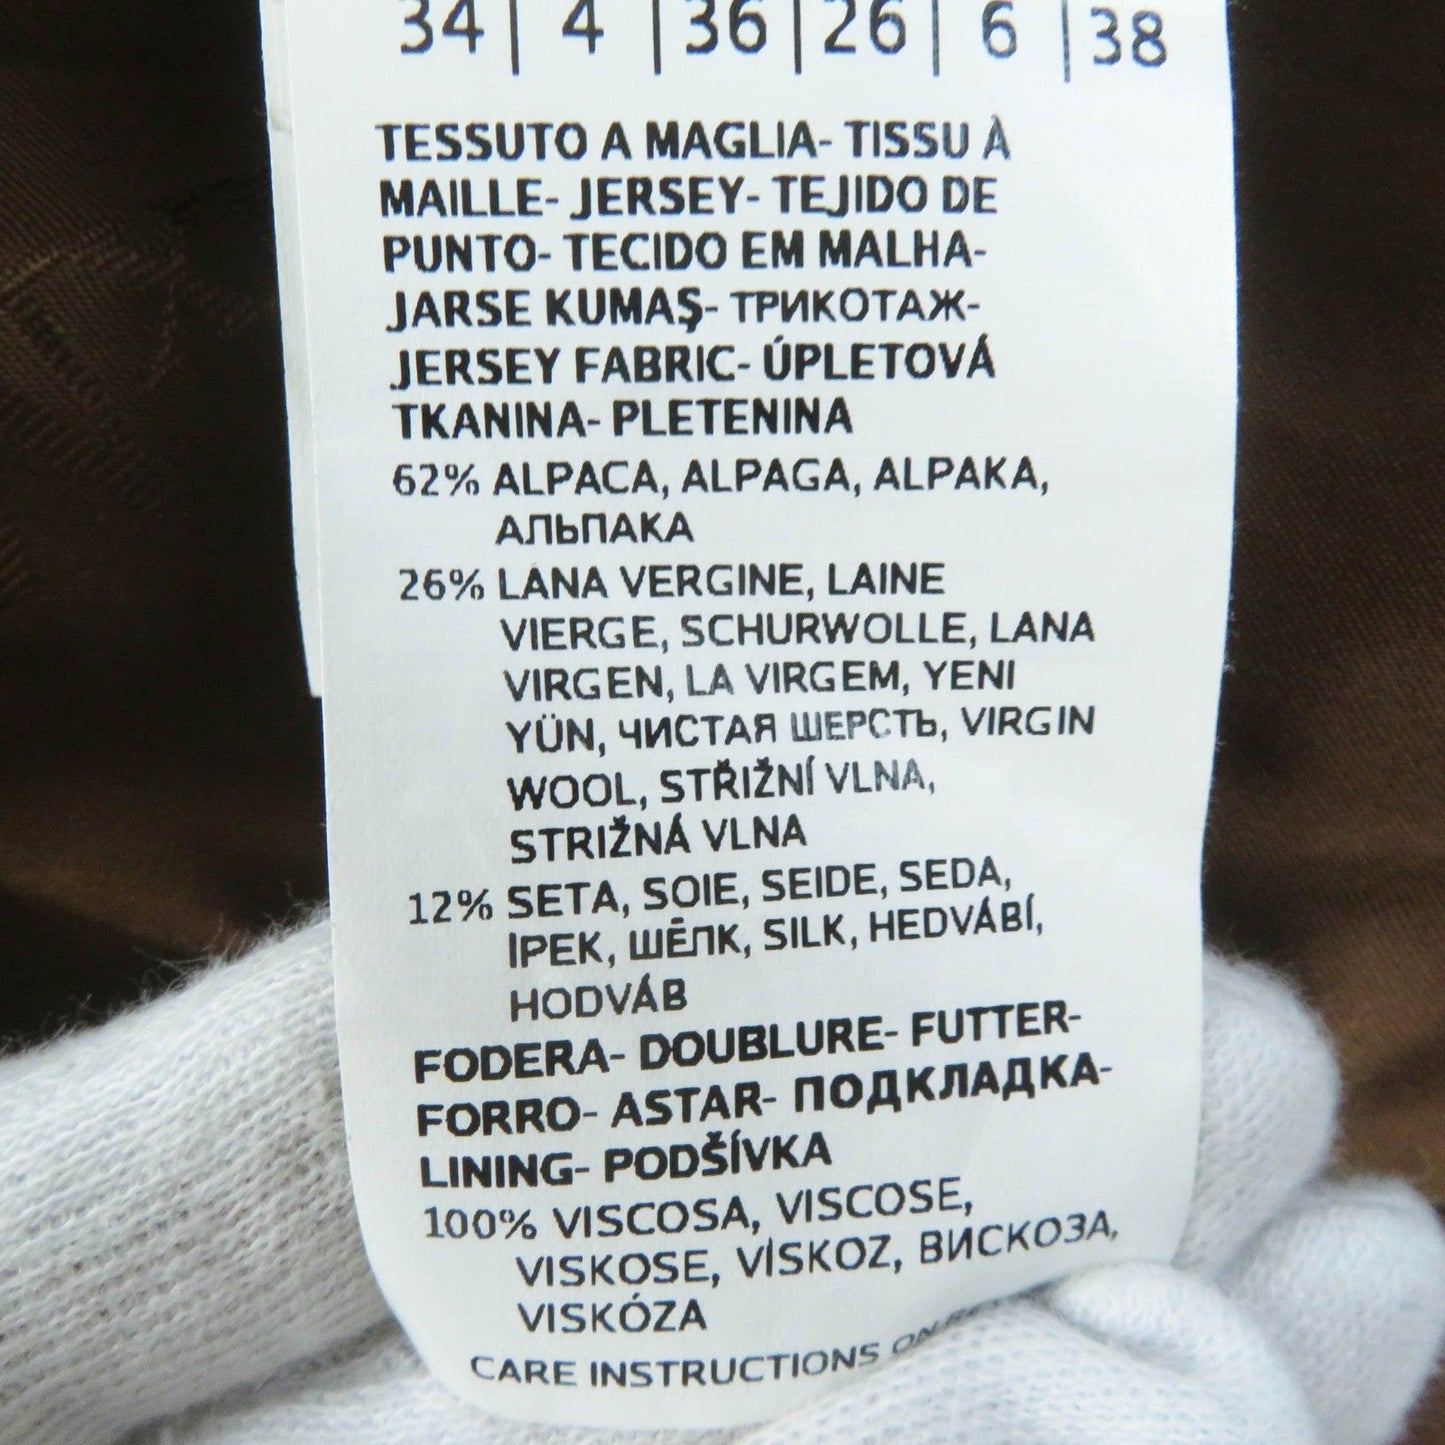 34 | 4 | 36 | 26 | 6 | 38
TESSUTO A MAGLIA- TISSU À
MAILLE- JERSEY- TEJIDO DE
PUNTO- TECIDO EM MALHA-
JARSE KUMAŞ- ТРИКОТАЖ-
JERSEY FABRIC- ÚPLETOVÁ
TKANINA- PLETENINA
62% ALPACA, ALPAGA, ALPAKA,
АЛЬПАКА
26% LANA VERGINE, LAINE
VIERGE, SCHURWOLLE, LANA
VIRGEN, LA VIRGEM, YENI
YÜN, ЧИСТАЯ ШЕРСТЬ, VIRGIN
WOOL, STŘIŽNÍ VLNA,
STRIŽNÁ VLNA
12% SETA, SOIE, SEIDE, SEDA,
İPEK, ШЁЛК, SILK, HEDVÁBÍ,
HODVÁB
FODERA- DOUBLURE- FUTTER-
FORRO- ASTAR- ПОДКЛАДКА-
LINING- PODŠÍVKA
100% VISCOSA, VISCOSE,
VISKOSE, VİSKOZ, ВИСКОЗА,
VISKÓZA
CARE INSTRUCTIONS ON